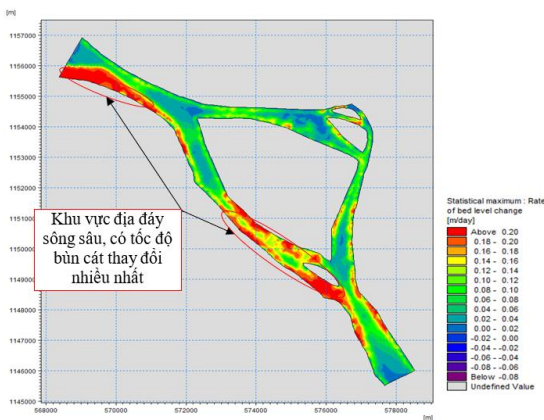 [m]
1157000
1156000
1155000
1154000
1153000
1152000
1151000
1150000
1149000
1148000
1147000
1146000
1145000
568000 570000 572000 574000 576000 578000
[m]
Khu vực địa đáy
sông sâu, có tốc độ
bùn cát thay đổi
nhiều nhất
Statistical maximum : Rate
of bed level change
[m/day]
Above 0.20
0.18 - 0.20
0.16 - 0.18
0.14 - 0.16
0.12 - 0.14
0.10 - 0.12
0.08 - 0.10
0.06 - 0.08
0.04 - 0.06
0.02 - 0.04
0.00 - 0.02
-0.02 - 0.00
-0.04 - -0.02
-0.06 - -0.04
-0.08 - -0.06
Below -0.08
Undefined Value